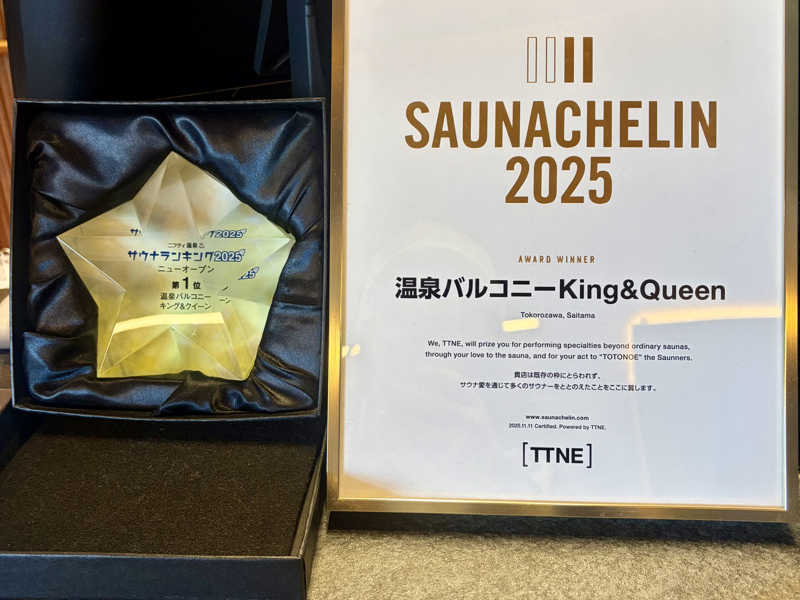 ニフティ温泉
サウナランキング2025
ニューオープン
第1位
温泉バルコニー
キング&クイーン
SAUNACHELIN
2025
AWARD WINNER
温泉バルコニーKing&Queen
Tokorozawa, Saitama
We, TTNE, will prize you for performing specialties beyond ordinary saunas,
through your love to the sauna, and for your act to “TOTONOE” the Saunners.
貴店は既存の枠にとらわれず、
サウナ愛を通じて多くのサウナーをととのえたことをここに賞します。
www.saunachelin.com
2025.11.11 Certified. Powered by TTNE.
[TTNE]